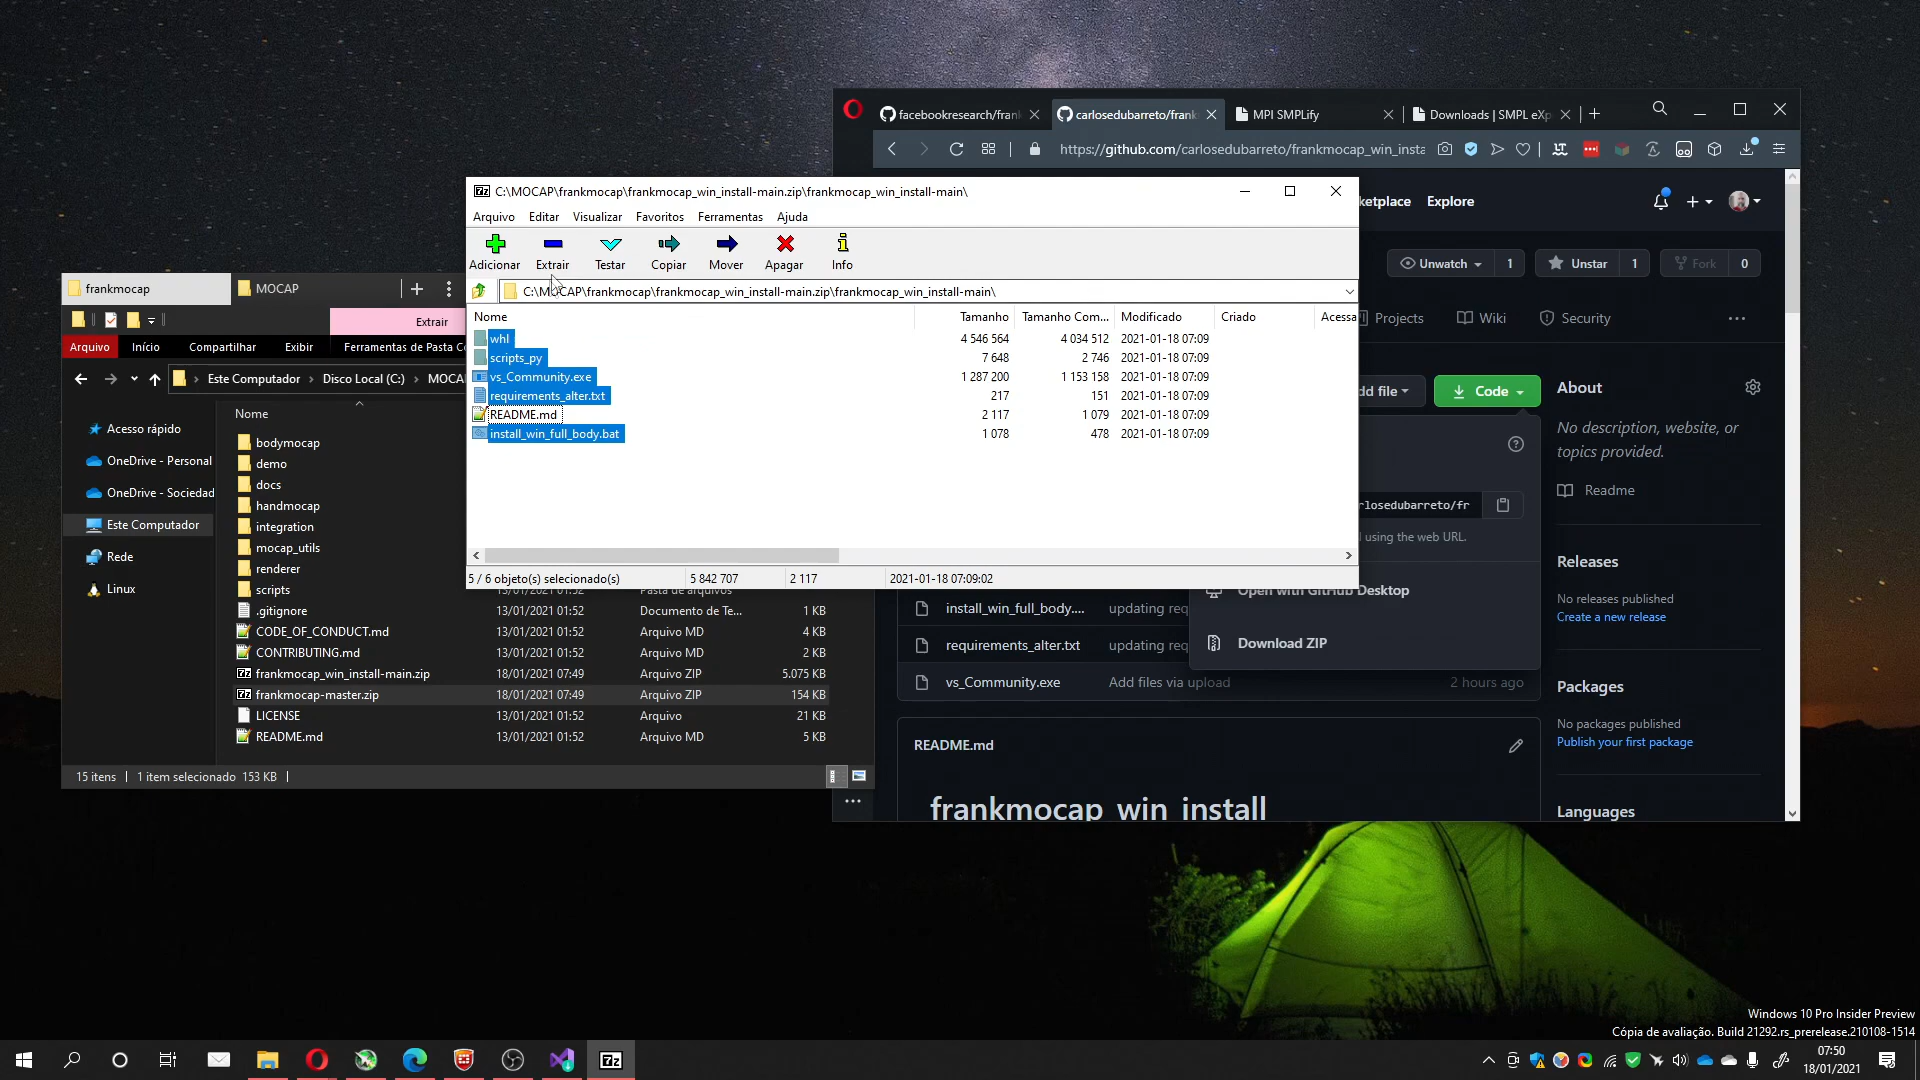 facebookresearch/fran
carlosedubarreto/frank
MPI SMPLify
Downloads | SMPL eXp
https://github.com/carlosedubarreto/frankmocap_win_insta
ketplace
Explore
Unwatch
1
Unstar
1
Fork
0
Projects
Wiki
Security
dd file
Code
About
No description, website, or
topics provided.
Readme
rlosedubarreto/fr
l using the web URL.
Releases
No releases published
Create a new release
Open with GitHub Desktop
Download ZIP
install_win_full_body....
updating req
requirements_alter.txt
updating req
vs_Community.exe
Add files via upload
2 hours ago
Packages
No packages published
Publish your first package
README.md
Languages
frankmocap_win_install
C:\MOCAP\frankmocap\frankmocap_win_install-main.zip\frankmocap_win_install-main\
Arquivo Editar Visualizar Favoritos Ferramentas Ajuda
Adicionar Extrair Testar Copiar Mover Apagar Info
C:\MOCAP\frankmocap\frankmocap_win_install-main.zip\frankmocap_win_install-main\
Nome Tamanho Tamanho Com... Modificado Criado Acessa
whl 4 546 564 4 034 512 2021-01-18 07:09
scripts_py 7 648 2 746 2021-01-18 07:09
vs_Community.exe 1 287 200 1 153 158 2021-01-18 07:09
requirements_alter.txt 217 151 2021-01-18 07:09
README.md 2 117 1 079 2021-01-18 07:09
install_win_full_body.bat 1 078 478 2021-01-18 07:09
5 / 6 objeto(s) selecionado(s) 5 842 707 2 117 2021-01-18 07:09:02
frankmocap
MOCAP
Extrair
Arquivo Início Compartilhar Exibir Ferramentas de Pasta Co
Este Computador Disco Local (C:) MOCA
Nome
Acesso rápido
OneDrive - Personal
OneDrive - Sociedad
Este Computador
Rede
Linux
bodymocap
demo
docs
handmocap
integration
mocap_utils
renderer
scripts 13/01/2021 01:52 Pasta de arquivos
.gitignore 13/01/2021 01:52 Documento de Te... 1 KB
CODE_OF_CONDUCT.md 13/01/2021 01:52 Arquivo MD 4 KB
CONTRIBUTING.md 13/01/2021 01:52 Arquivo MD 2 KB
frankmocap_win_install-main.zip 18/01/2021 07:49 Arquivo ZIP 5.075 KB
frankmocap-master.zip 18/01/2021 07:49 Arquivo ZIP 154 KB
LICENSE 13/01/2021 01:52 Arquivo 21 KB
README.md 13/01/2021 01:52 Arquivo MD 5 KB
15 itens 1 item selecionado 153 KB
Windows 10 Pro Insider Preview
Cópia de avaliação. Build 21292.rs_prerelease.210108-1514
07:50
18/01/2021